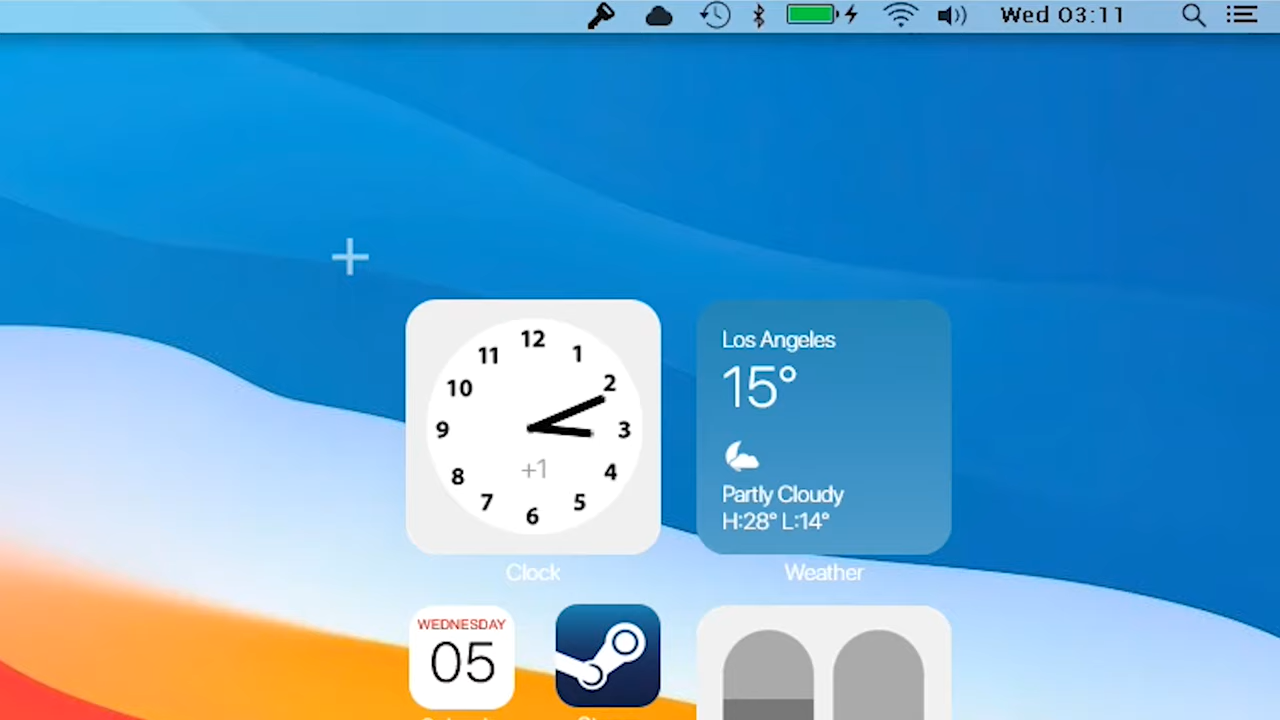 Wed 03:11
12
11
1
10
2
9
3
8
4
7
5
6
+1
Clock
Los Angeles
15°
Partly Cloudy
H:28° L:14°
Weather
WEDNESDAY
05